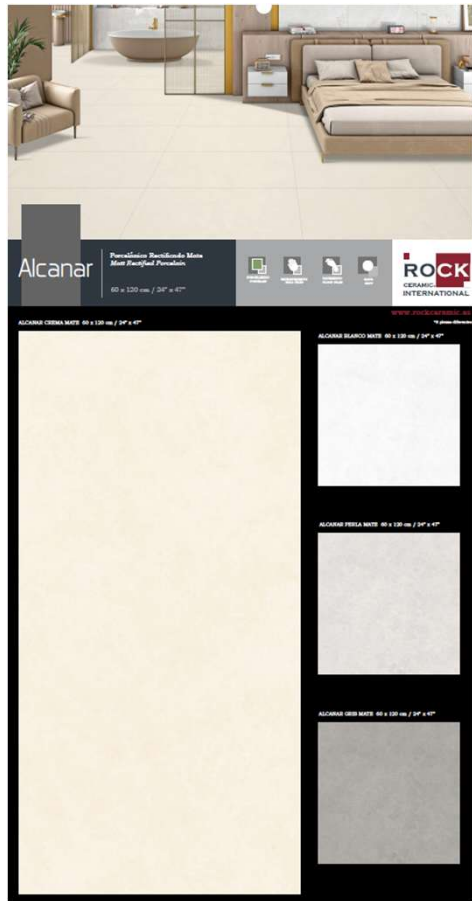 Alcanar
Porcelánico Rectificado Mate
Matt Rectified Porcelain
60 x 120 cm / 24" x 47"
ROCK
CERAMIC
INTERNATIONAL
www.rockceramic.es
ALCANAR CREMA MATE 60 x 120 cm / 24" x 47"
ALCANAR BLANCO MATE 60 x 120 cm / 24" x 47"
ALCANAR PERLA MATE 60 x 120 cm / 24" x 47"
ALCANAR GRIS MATE 60 x 120 cm / 24" x 47"